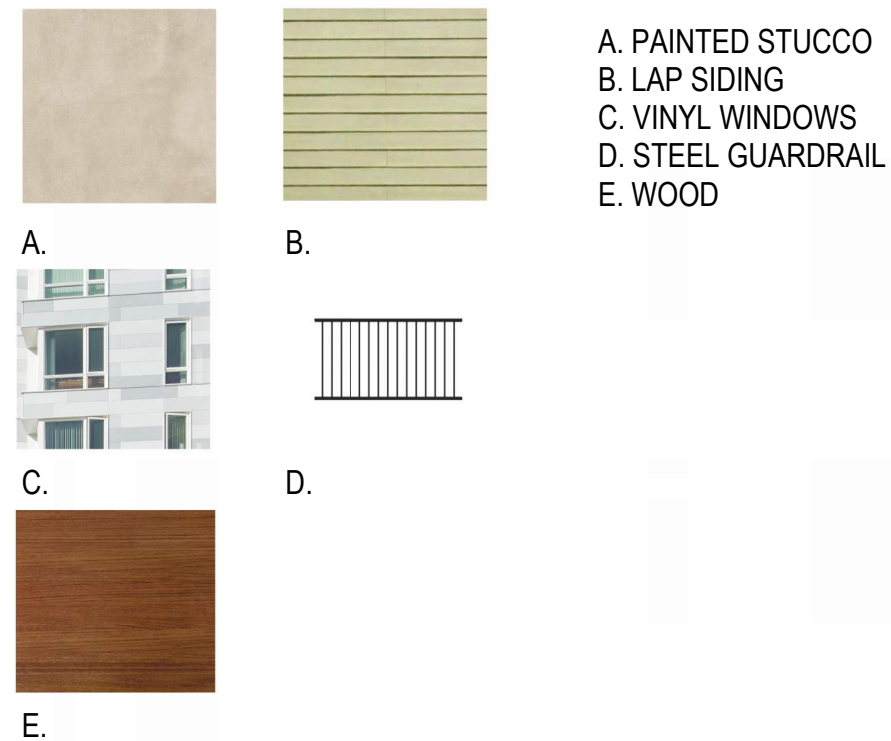 A. PAINTED STUCCO
B. LAP SIDING
C. VINYL WINDOWS
D. STEEL GUARDRAIL
E. WOOD
A.
B.
C.
D.
E.